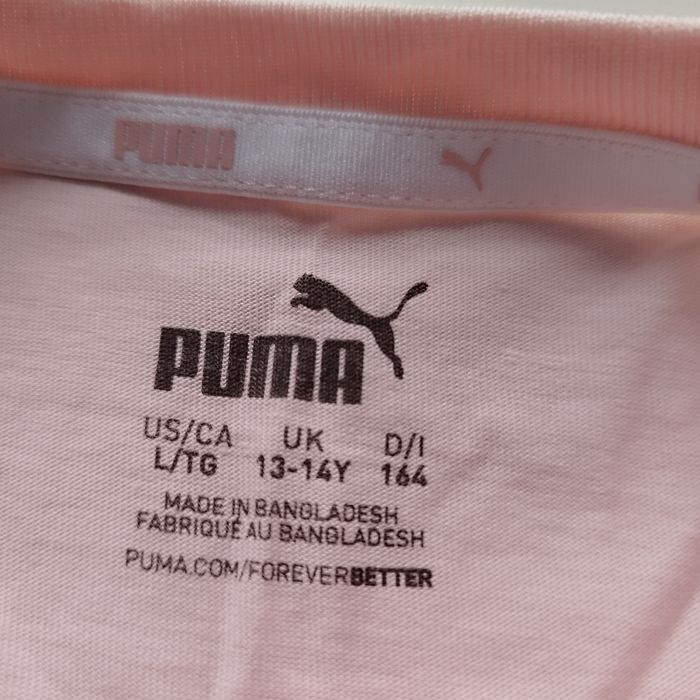 PUMA
PUMA
US/CA UK D/I
L/TG 13-14Y 164
MADE IN BANGLADESH
FABRIQUÉ AU BANGLADESH
PUMA.COM/FOREVERBETTER